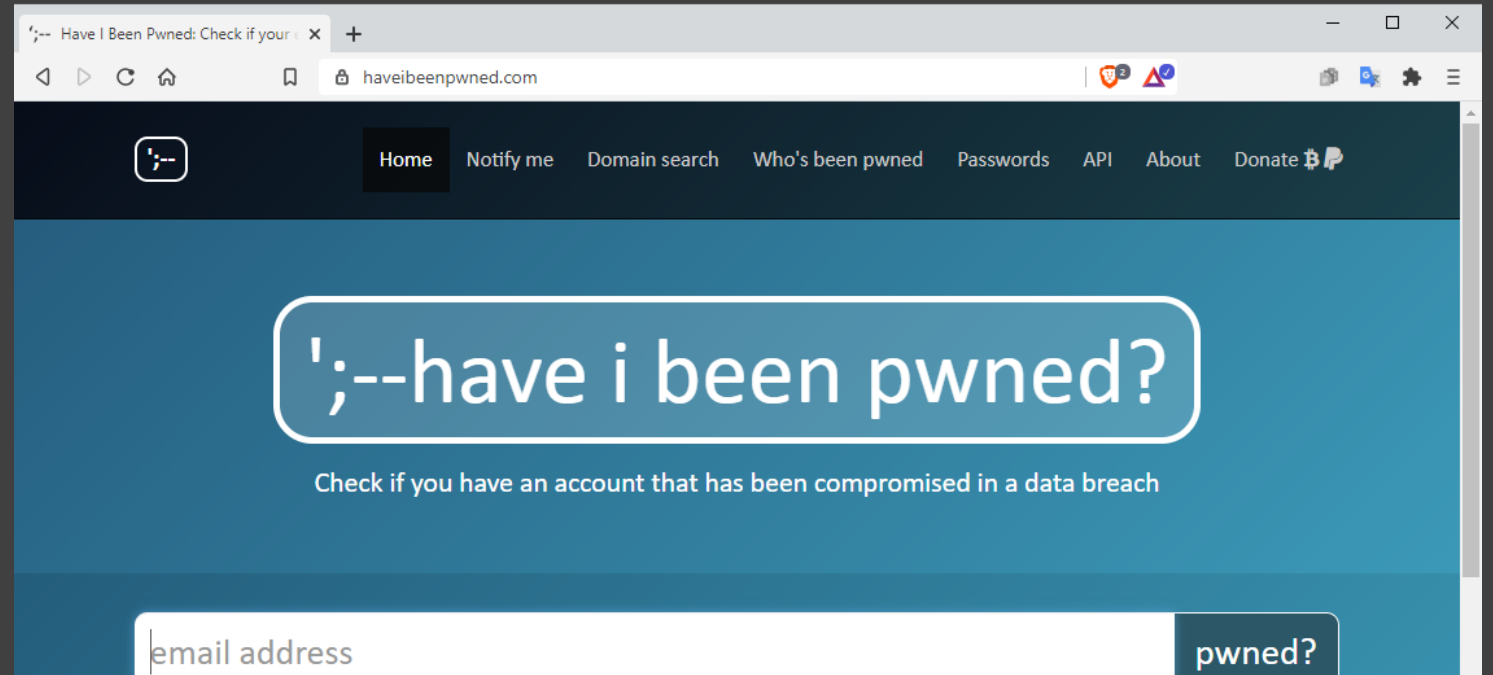 ';-- Have I Been Pwned: Check if your
haveibeenpwned.com
2
';--
Home Notify me Domain search Who's been pwned Passwords API About Donate
';--have i been pwned?
Check if you have an account that has been compromised in a data breach
email address
pwned?